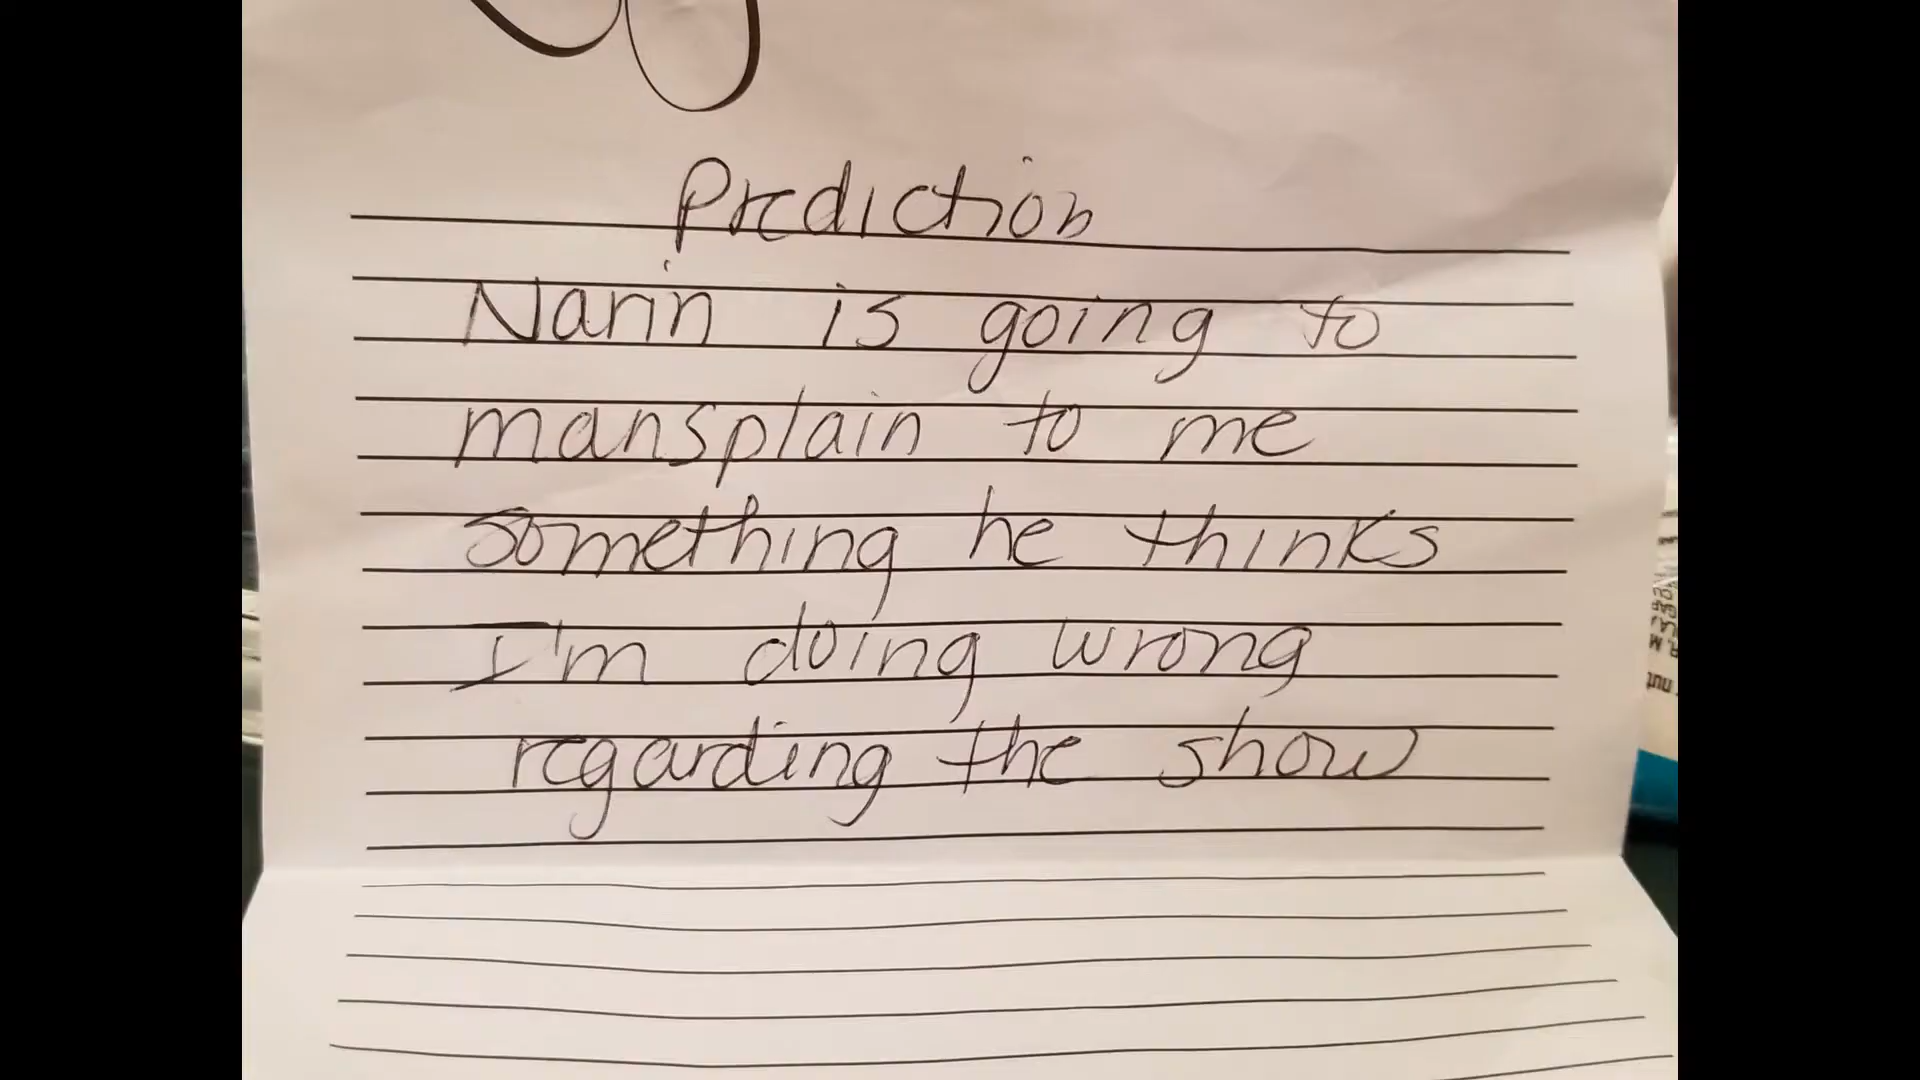 Prediction
Narin is going to
mansplain to me
something he thinks
I'm doing wrong
regarding the show